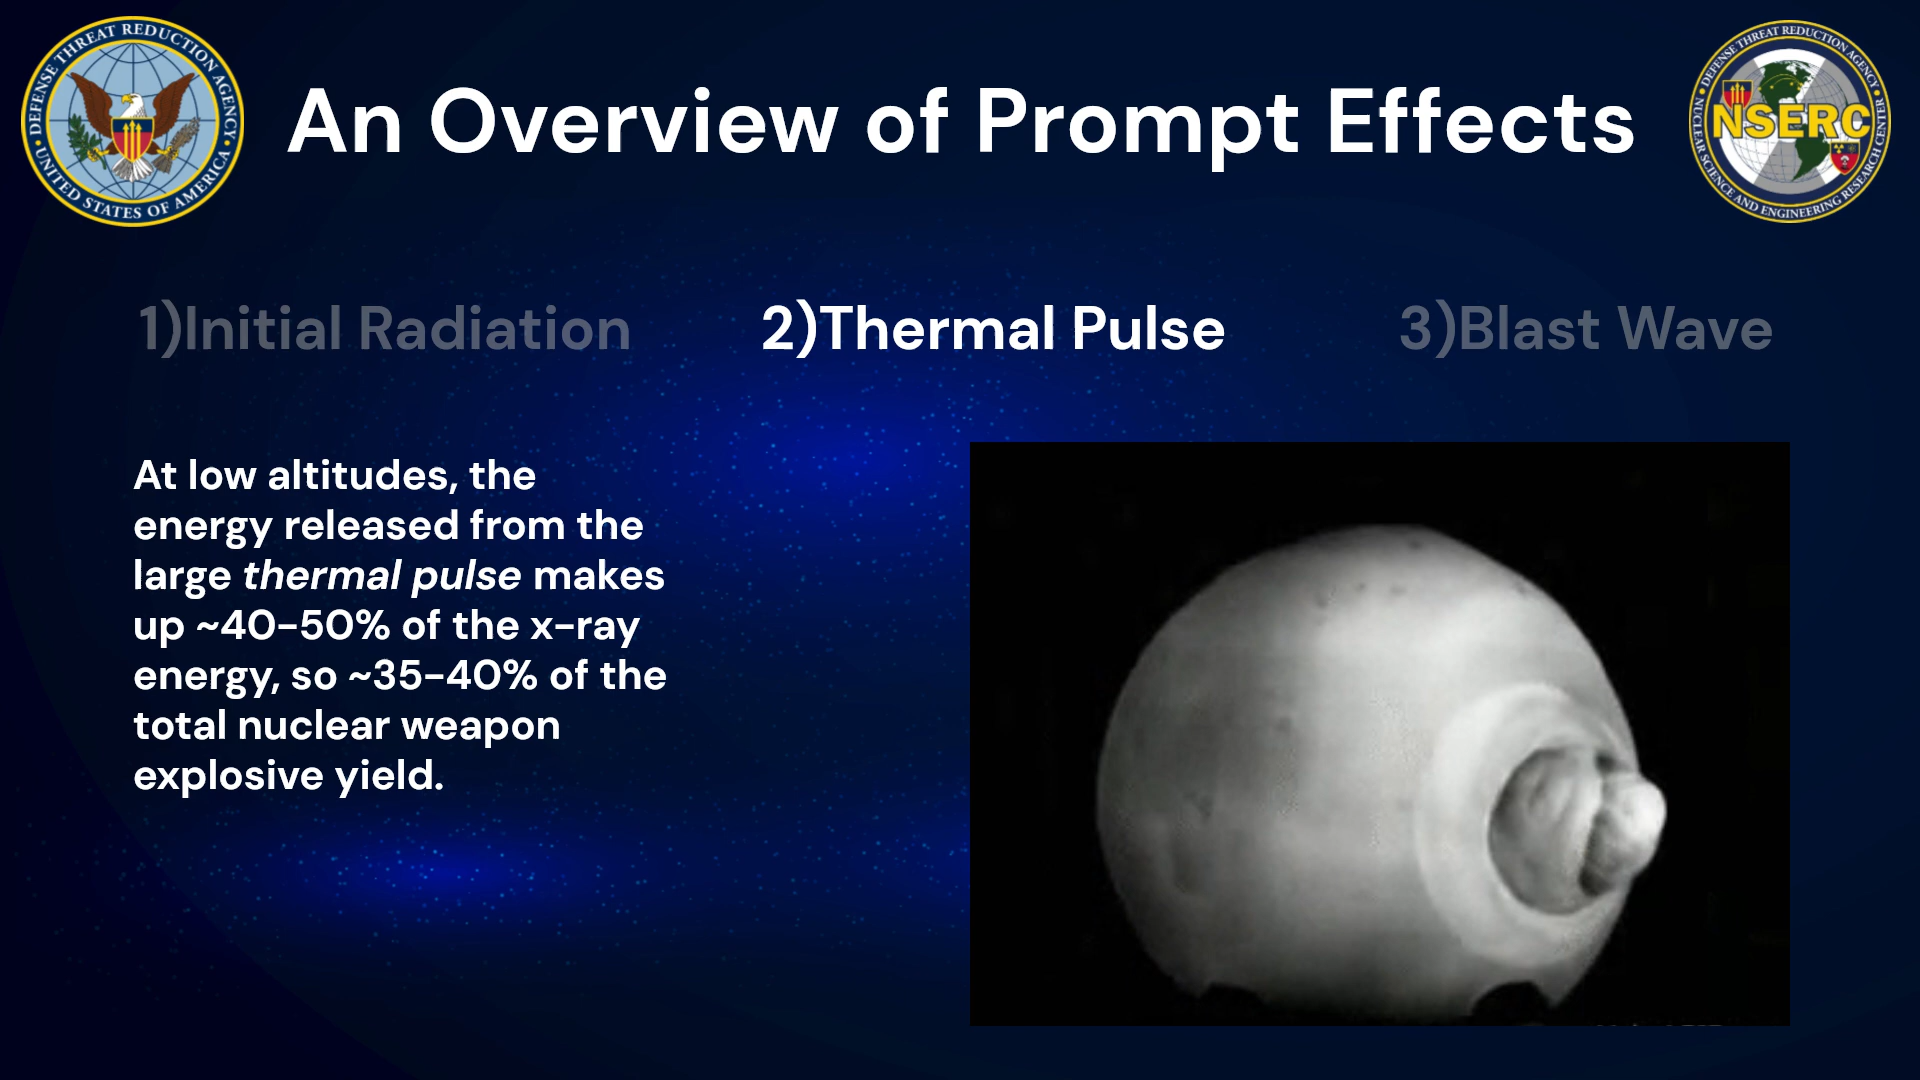 DEFENSE THREAT REDUCTION AGENCY
UNITED STATES OF AMERICA
An Overview of Prompt Effects
DEFENSE THREAT REDUCTION AGENCY
NSERC
NUCLEAR SCIENCE AND ENGINEERING RESEARCH CENTER
1)Initial Radiation
2)Thermal Pulse
3)Blast Wave
At low altitudes, the
energy released from the
large thermal pulse makes
up ~40-50% of the x-ray
energy, so ~35-40% of the
total nuclear weapon
explosive yield.